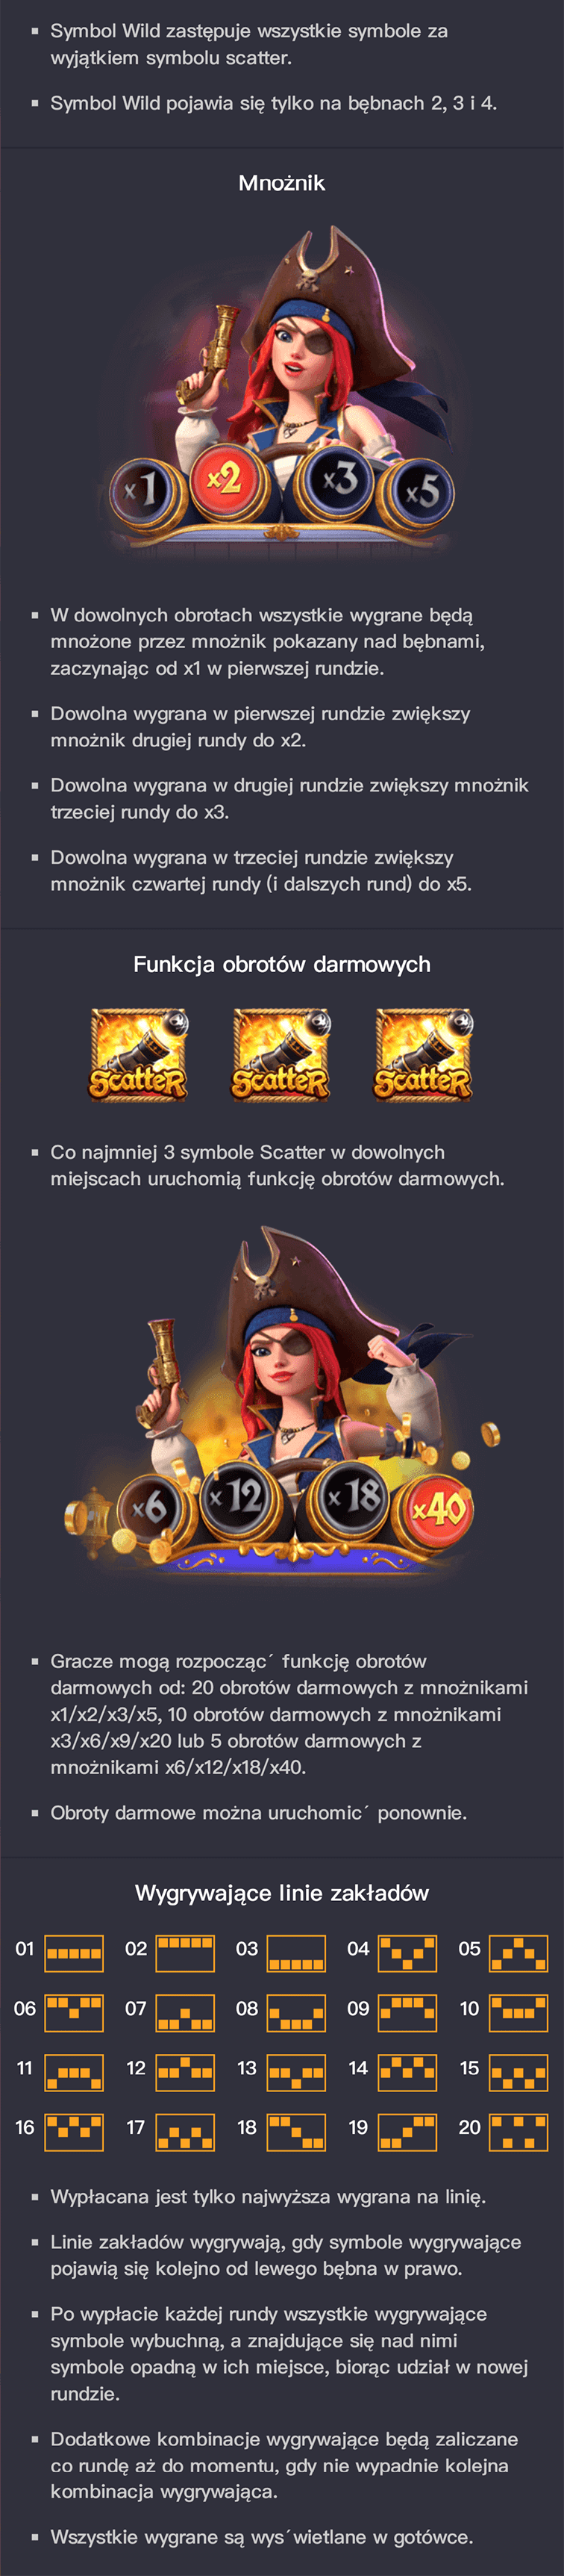 ▪ Symbol Wild zastępuje wszystkie symbole za
wyjątkiem symbolu scatter.
▪ Symbol Wild pojawia się tylko na bębnach 2, 3 i 4.
Mnożnik
x1 x2 x3 x5
▪ W dowolnych obrotach wszystkie wygrane będą
mnożone przez mnożnik pokazany nad bębnami,
zaczynając od x1 w pierwszej rundzie.
▪ Dowolna wygrana w pierwszej rundzie zwiększy
mnożnik drugiej rundy do x2.
▪ Dowolna wygrana w drugiej rundzie zwiększy mnożnik
trzeciej rundy do x3.
▪ Dowolna wygrana w trzeciej rundzie zwiększy
mnożnik czwartej rundy (i dalszych rund) do x5.
Funkcja obrotów darmowych
Scatter Scatter Scatter
▪ Co najmniej 3 symbole Scatter w dowolnych
miejscach uruchomią funkcję obrotów darmowych.
x6 x12 x18 x40
▪ Gracze mogą rozpocząc´ funkcję obrotów
darmowych od: 20 obrotów darmowych z mnożnikami
x1/x2/x3/x5, 10 obrotów darmowych z mnożnikami
x3/x6/x9/x20 lub 5 obrotów darmowych z
mnożnikami x6/x12/x18/x40.
▪ Obroty darmowe można uruchomic´ ponownie.
Wygrywające linie zakładów
01 02 03 04 05
06 07 08 09 10
11 12 13 14 15
16 17 18 19 20
▪ Wypłacana jest tylko najwyższa wygrana na linię.
▪ Linie zakładów wygrywają, gdy symbole wygrywające
pojawią się kolejno od lewego bębna w prawo.
▪ Po wypłacie każdej rundy wszystkie wygrywające
symbole wybuchną, a znajdujące się nad nimi
symbole opadną w ich miejsce, biorąc udział w nowej
rundzie.
▪ Dodatkowe kombinacje wygrywające będą zaliczane
co rundę aż do momentu, gdy nie wypadnie kolejna
kombinacja wygrywająca.
▪ Wszystkie wygrane są wys´wietlane w gotówce.